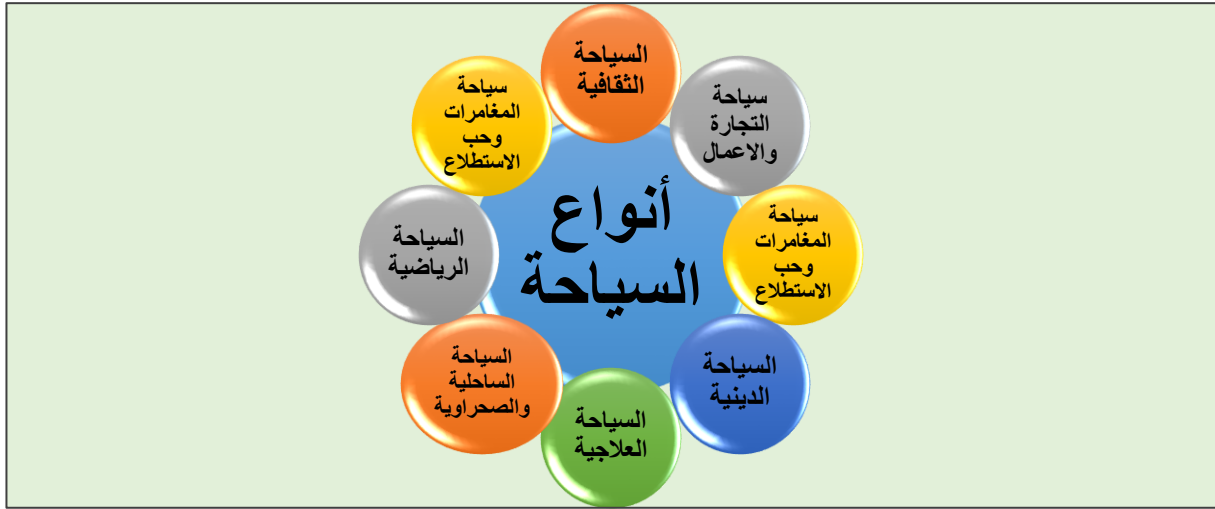 أنواع
السياحة
السياحة
الثقافية
سياحة
التجارة
والاعمال
سياحة
المغامرات
وحب
الاستطلاع
السياحة
الدينية
السياحة
العلاجية
السياحة
الساحلية
والصحراوية
السياحة
الرياضية
سياحة
المغامرات
وحب
الاستطلاع